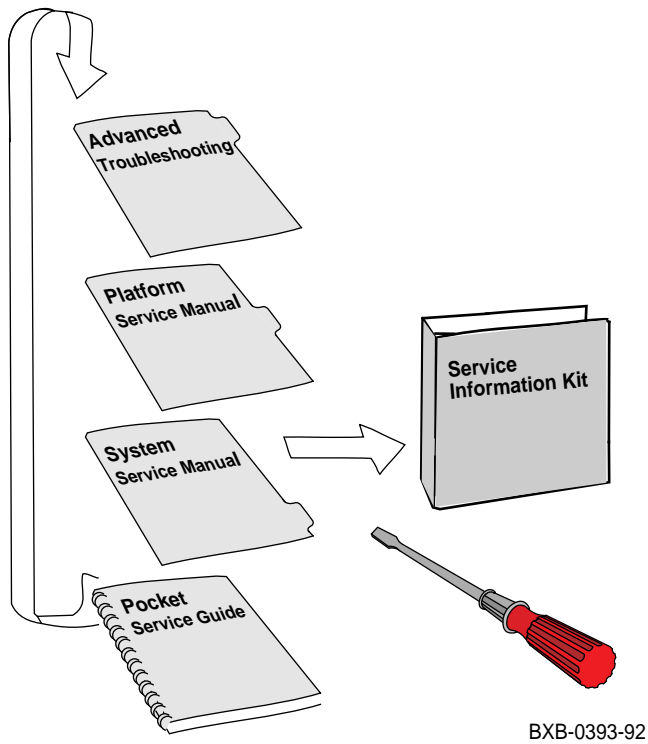 Advanced
Troubleshooting
Platform
Service Manual
Service
Information Kit
System
Service Manual
Pocket
Service Guide
BXB-0393-92